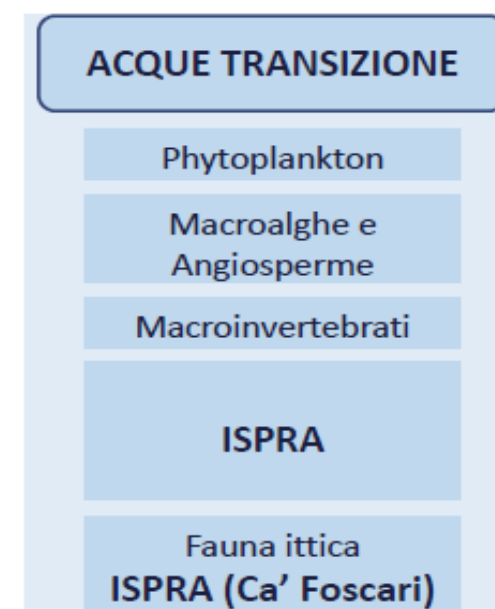 ACQUE TRANSIZIONE
Phytoplankton
Macroalghe e
Angiosperme
Macroinvertebrati
ISPRA
Fauna ittica
ISPRA (Ca' Foscari)